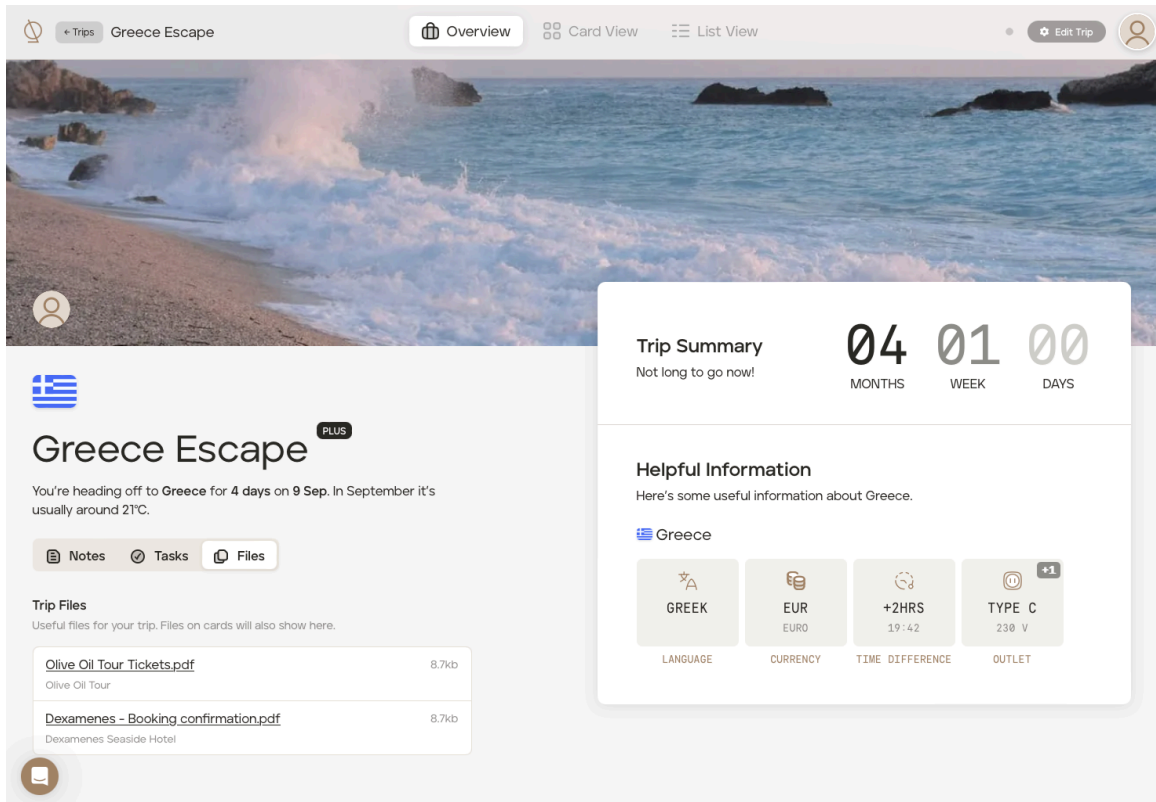 ← Trips
Greece Escape
Overview
Card View
List View
Edit Trip
Trip Summary
Not long to go now!
04
MONTHS
01
WEEK
00
DAYS
Greece Escape
PLUS
You're heading off to Greece for 4 days on 9 Sep. In September it's
usually around 21°C.
Notes
Tasks
Files
Trip Files
Useful files for your trip. Files on cards will also show here.
Olive Oil Tour Tickets.pdf
8.7kb
Olive Oil Tour
Dexamenes - Booking confirmation.pdf
8.7kb
Dexamenes Seaside Hotel
Helpful Information
Here's some useful information about Greece.
Greece
GREEK
LANGUAGE
EUR
EURO
CURRENCY
+2HRS
19:42
TIME DIFFERENCE
+1
TYPE C
230 V
OUTLET